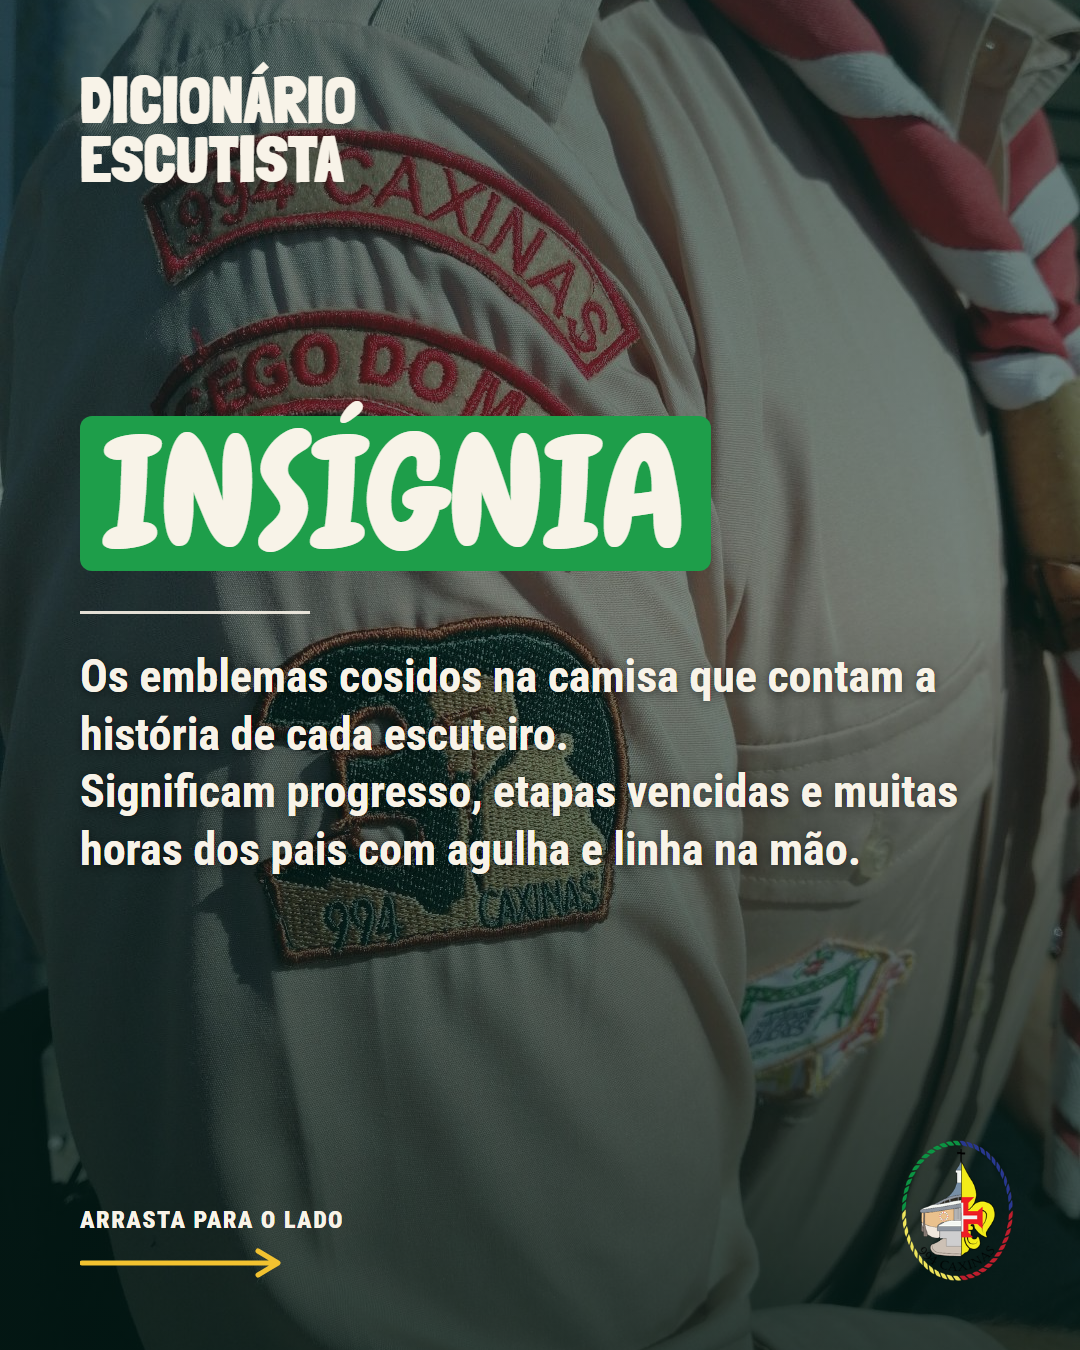 DICIONÁRIO
ESCUTISTA
994 CAXINAS
EGO DO M
INSÍGNIA
Os emblemas cosidos na camisa que contam a
história de cada escuteiro.
Significam progresso, etapas vencidas e muitas
horas dos pais com agulha e linha na mão.
994 CAXINAS
ARRASTA PARA O LADO
CAXINAS